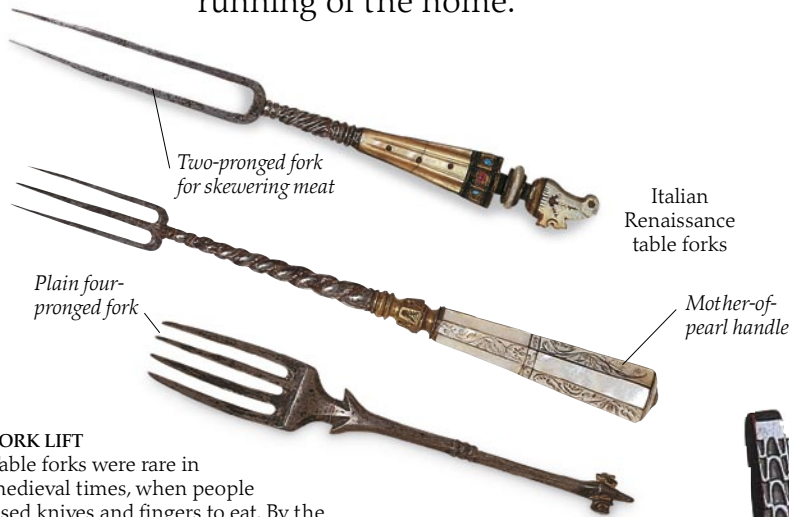 running of the home.
Two-pronged fork
for skewering meat
Italian
Renaissance
table forks
Plain four-
pronged fork
Mother-of-
pearl handle
ORK LIFT
able forks were rare in
nedieval times, when people
sed knives and fingers to eat. By the